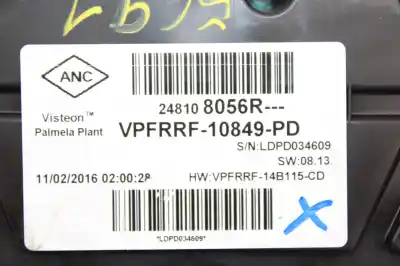 ANC
Visteon™
Palmela Plant
24810 8056R---
VPFRRF-10849-PD
S/N:LDPD034609
SW:08.13.
11/02/2016 02:00:28
HW:VPFRRF-14B115-CD
*LDPD034609*